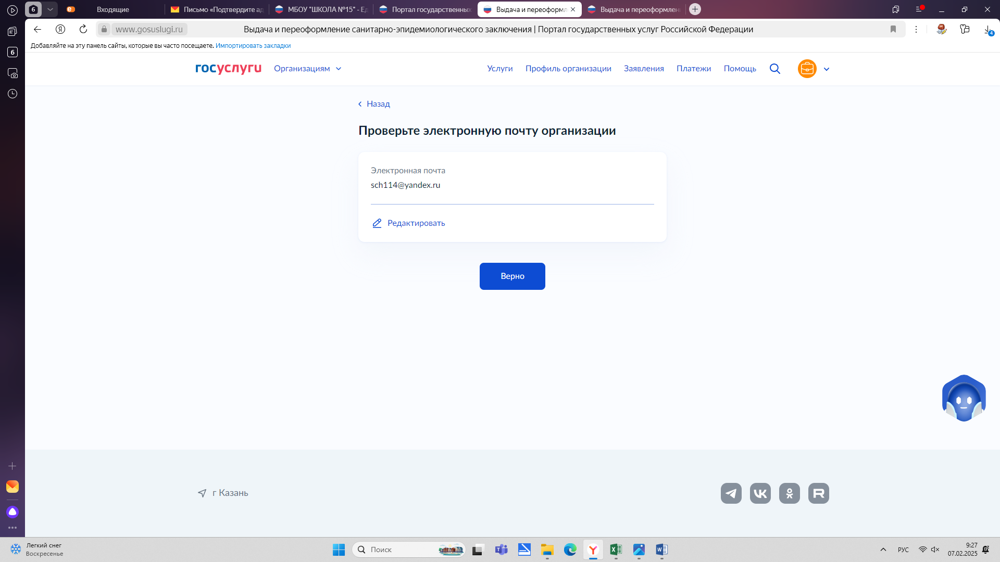 6
Входящие
Письмо «Подтвердите ад
МБОУ "ШКОЛА №15" - Ед
Портал государственных
Выдача и переоформл
Выдача и переоформлен
www.gosuslugi.ru
Выдача и переоформление санитарно-эпидемиологического заключения | Портал государственных услуг Российской Федерации
4
Добавляйте на эту панель сайты, которые вы часто посещаете. Импортировать закладки
6
госуслуги
Организациям
Услуги
Профиль организации
Заявления
Платежи
Помощь
Назад
Проверьте электронную почту организации
Электронная почта
sch114@yandex.ru
Редактировать
Верно
г Казань
Легкий снег
Воскресенье
Поиск
РУС
9:27
07.02.2025